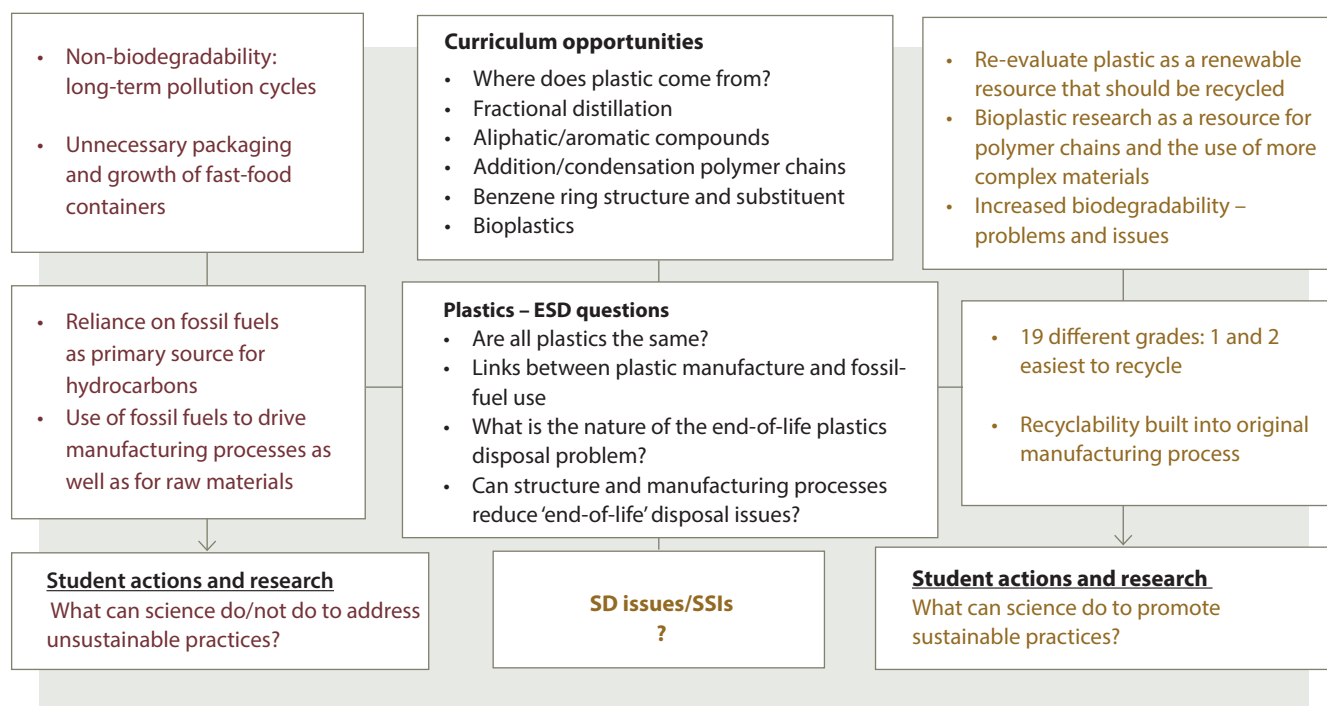 • Non-biodegradability:
long-term pollution cycles
• Unnecessary packaging
and growth of fast-food
containers
Curriculum opportunities
• Where does plastic come from?
• Fractional distillation
• Aliphatic/aromatic compounds
• Addition/condensation polymer chains
• Benzene ring structure and substituent
• Bioplastics
• Re-evaluate plastic as a renewable
resource that should be recycled
• Bioplastic research as a resource for
polymer chains and the use of more
complex materials
• Increased biodegradability –
problems and issues
• Reliance on fossil fuels
as primary source for
hydrocarbons
• Use of fossil fuels to drive
manufacturing processes as
well as for raw materials
Plastics – ESD questions
• Are all plastics the same?
• Links between plastic manufacture and fossil-
fuel use
• What is the nature of the end-of-life plastics
disposal problem?
• Can structure and manufacturing processes
reduce ‘end-of-life’ disposal issues?
• 19 different grades: 1 and 2
easiest to recycle
• Recyclability built into original
manufacturing process
Student actions and research
What can science do/not do to address
unsustainable practices?
SD issues/SSIs
?
Student actions and research
What can science do to promote
sustainable practices?